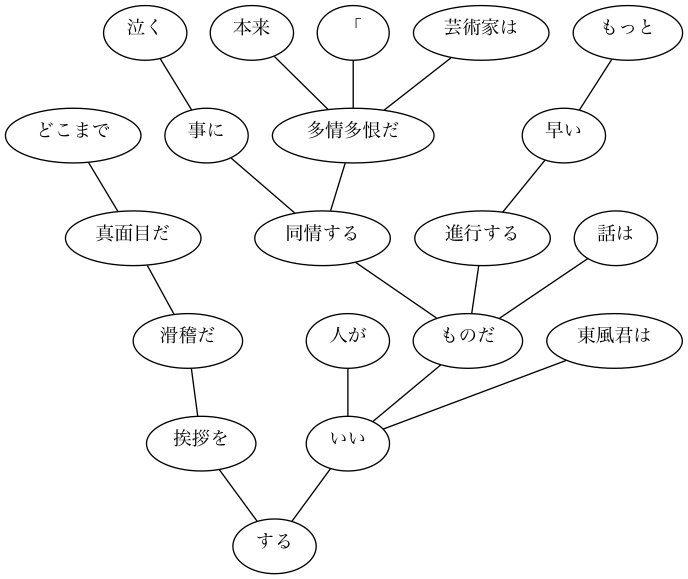 泣く
本来
「
芸術家は
もっと
どこまで
事に
多情多恨だ
早い
真面目だ
同情する
進行する
話は
滑稽だ
人が
ものだ
東風君は
挨拶を
いい
する